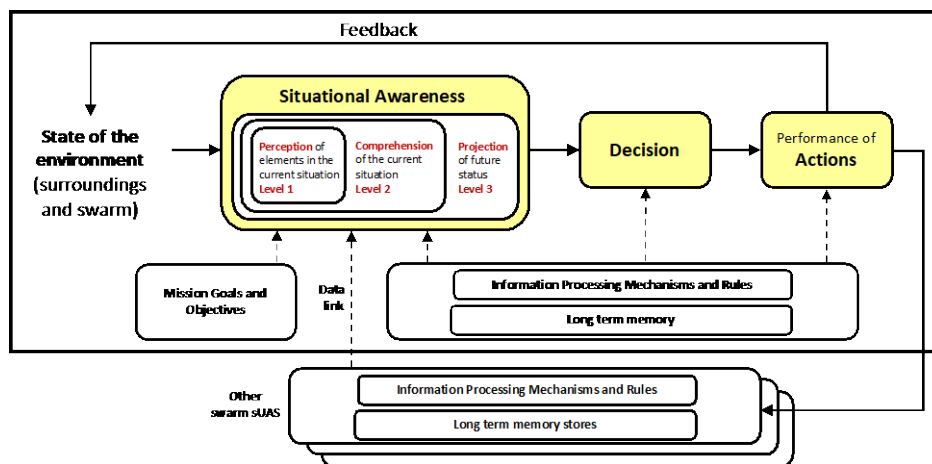 Feedback
Situational Awareness
State of the
environment
(surroundings
and swarm)
Perception of
elements in the
current situation
Level 1
Comprehension
of the current
situation
Level 2
Projection
of future
status
Level 3
Decision
Performance of
Actions
Mission Goals and
Objectives
Data
link
Information Processing Mechanisms and Rules
Long term memory
Other
swarm sUAS
Information Processing Mechanisms and Rules
Long term memory stores